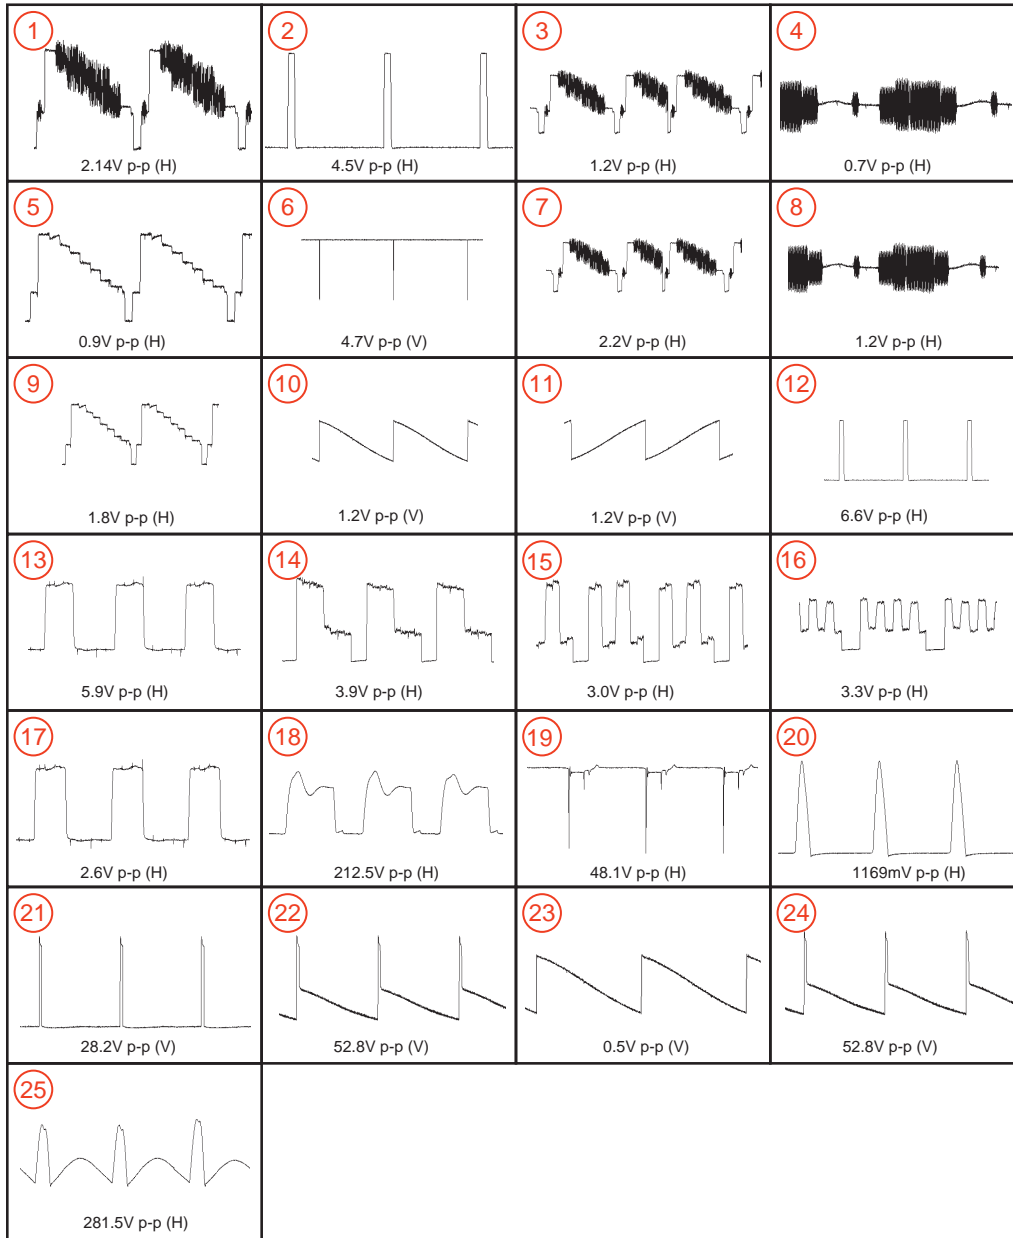 1
2.14V p-p (H)
2
4.5V p-p (H)
3
1.2V p-p (H)
4
0.7V p-p (H)
5
0.9V p-p (H)
6
4.7V p-p (V)
7
2.2V p-p (H)
8
1.2V p-p (H)
9
1.8V p-p (H)
10
1.2V p-p (V)
11
1.2V p-p (V)
12
6.6V p-p (H)
13
5.9V p-p (H)
14
3.9V p-p (H)
15
3.0V p-p (H)
16
3.3V p-p (H)
17
2.6V p-p (H)
18
212.5V p-p (H)
19
48.1V p-p (H)
20
1169mV p-p (H)
21
28.2V p-p (V)
22
52.8V p-p (V)
23
0.5V p-p (V)
24
52.8V p-p (V)
25
281.5V p-p (H)